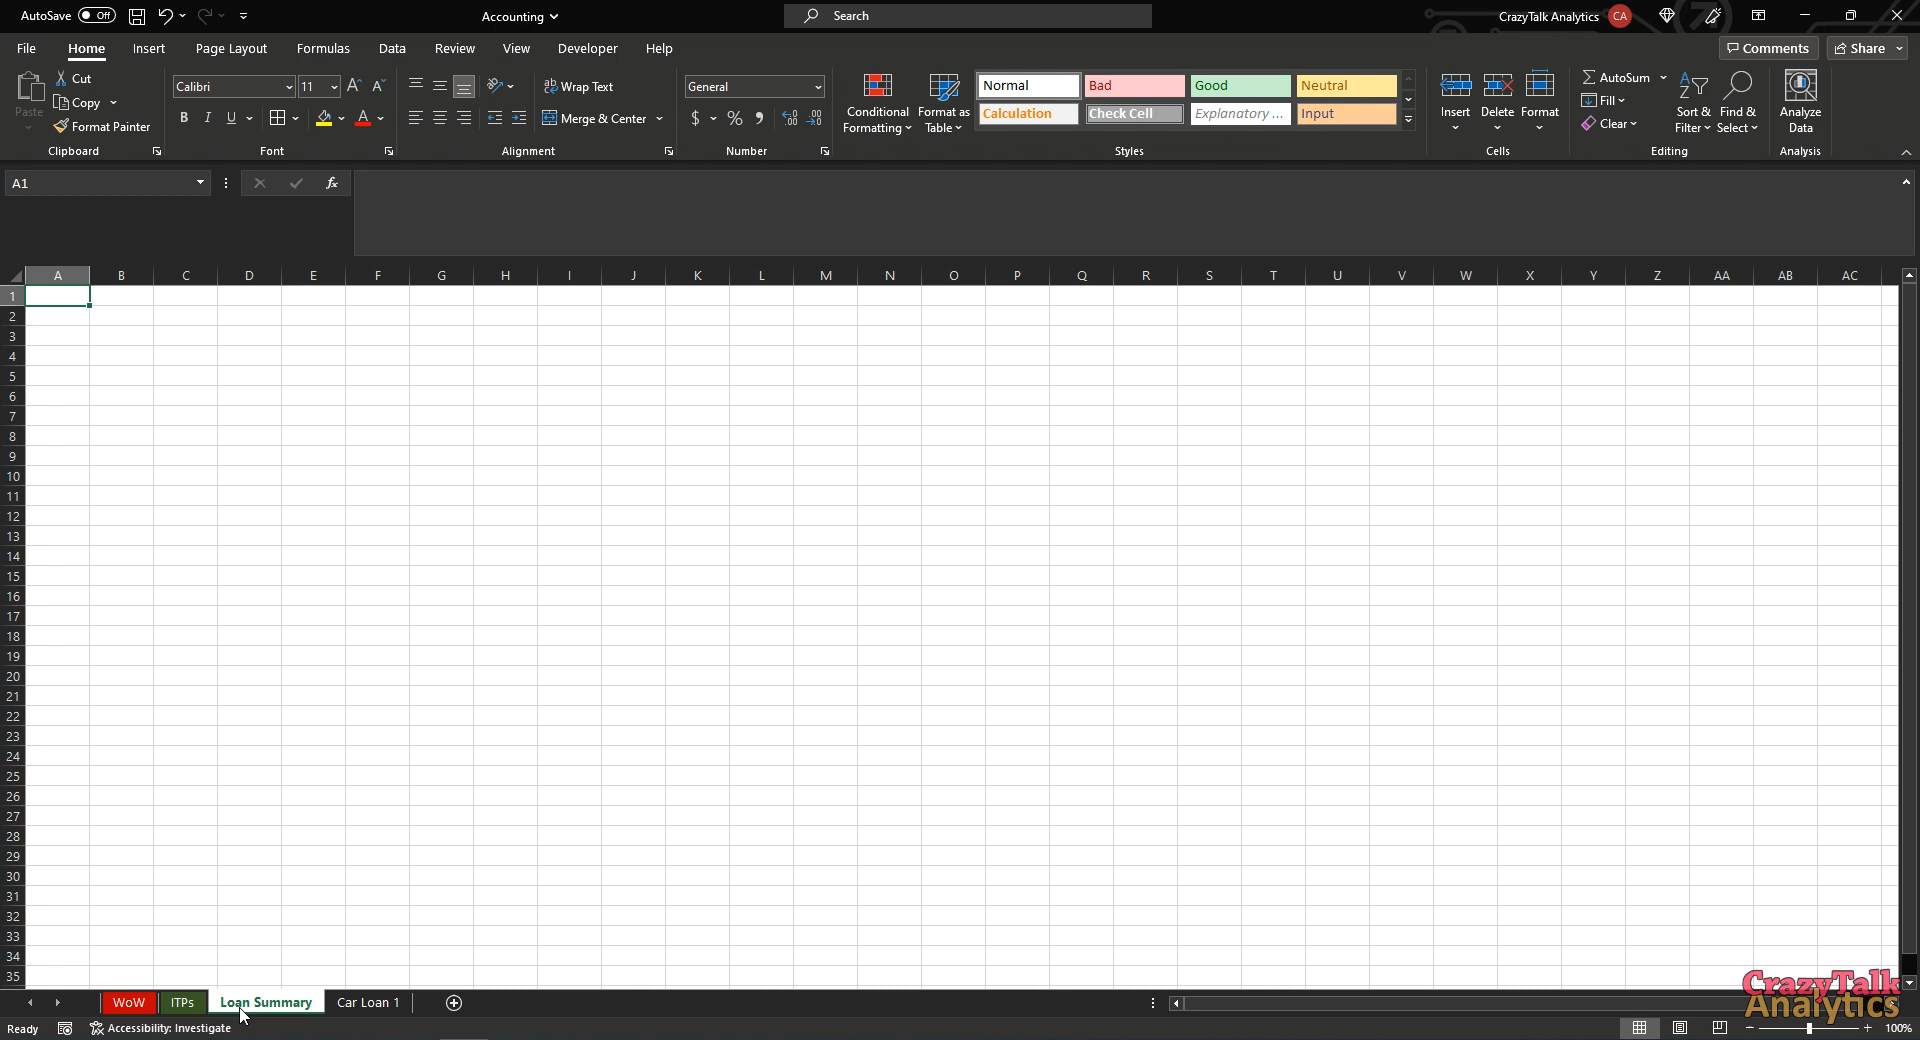 AutoSave Off Accounting Search CrazyTalk Analytics CA
File Home Insert Page Layout Formulas Data Review View Developer Help Comments Share
Cut
Copy
Format Painter
Paste
Clipboard
Calibri 11
B I U A
Font
Wrap Text
Merge & Center
Alignment
General
$ % 9
Number
Conditional
Formatting
Format as
Table
Normal Bad Good Neutral
Calculation Check Cell Explanatory ... Input
Styles
Insert Delete Format
Cells
AutoSum
Fill
Clear
Sort &
Filter
Find &
Select
Editing
Analyze
Data
Analysis
A1 fx
A B C D E F G H I J K L M N O P Q R S T U V W X Y Z AA AB AC
1
2
3
4
5
6
7
8
9
10
11
12
13
14
15
16
17
18
19
20
21
22
23
24
25
26
27
28
29
30
31
32
33
34
35
WoW ITPs Loan Summary Car Loan 1
CrazyTalk
Analytics
Ready Accessibility: Investigate 100%